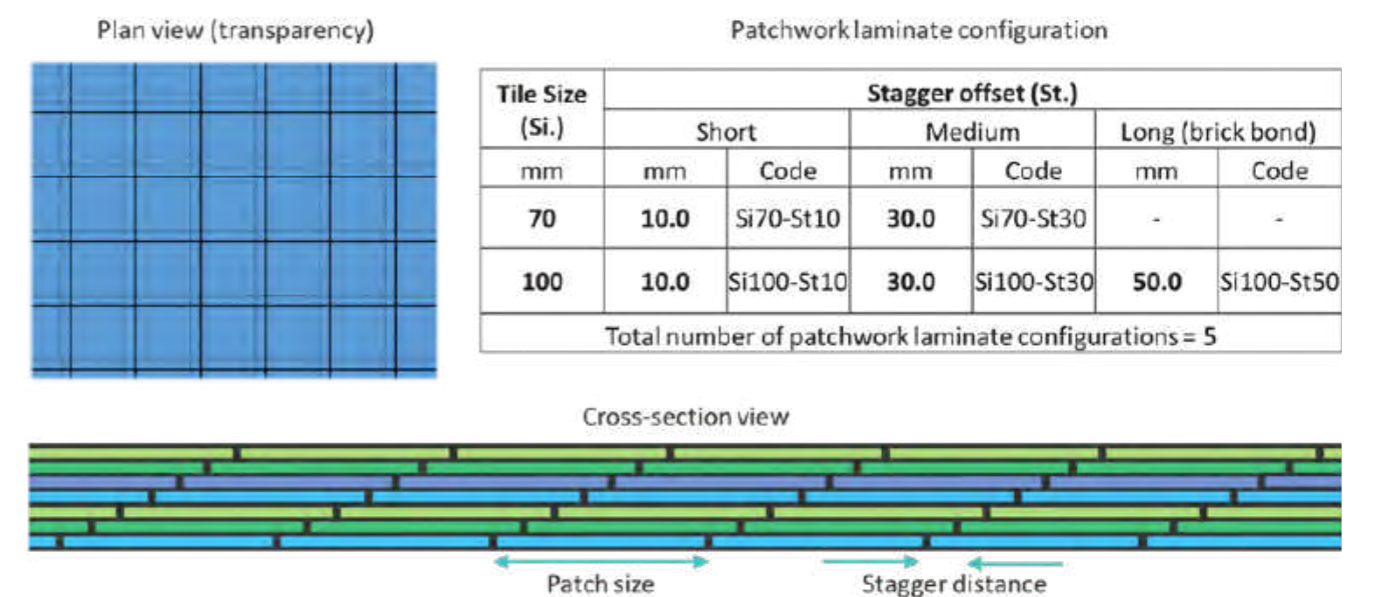 Plan view (transparency)
Patchwork laminate configuration
Tile Size (Si.) Stagger offset (St.)
Short Medium Long (brick bond)
mm mm Code mm Code mm Code
70 10.0 Si70-St10 30.0 Si70-St30 - -
100 10.0 Si100-St10 30.0 Si100-St30 50.0 Si100-St50
Total number of patchwork laminate configurations = 5
Cross-section view
Patch size
Stagger distance